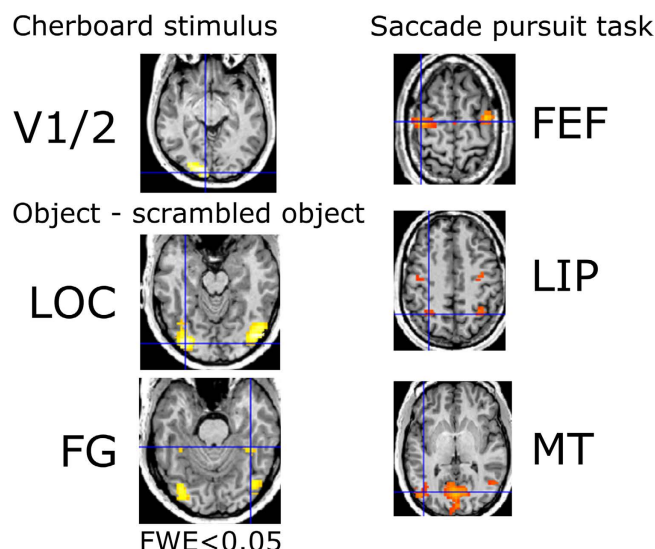 Cherboard stimulus
V1/2
Object - scrambled object
LOC
FG
FWE<0.05
Saccade pursuit task
FEF
LIP
MT